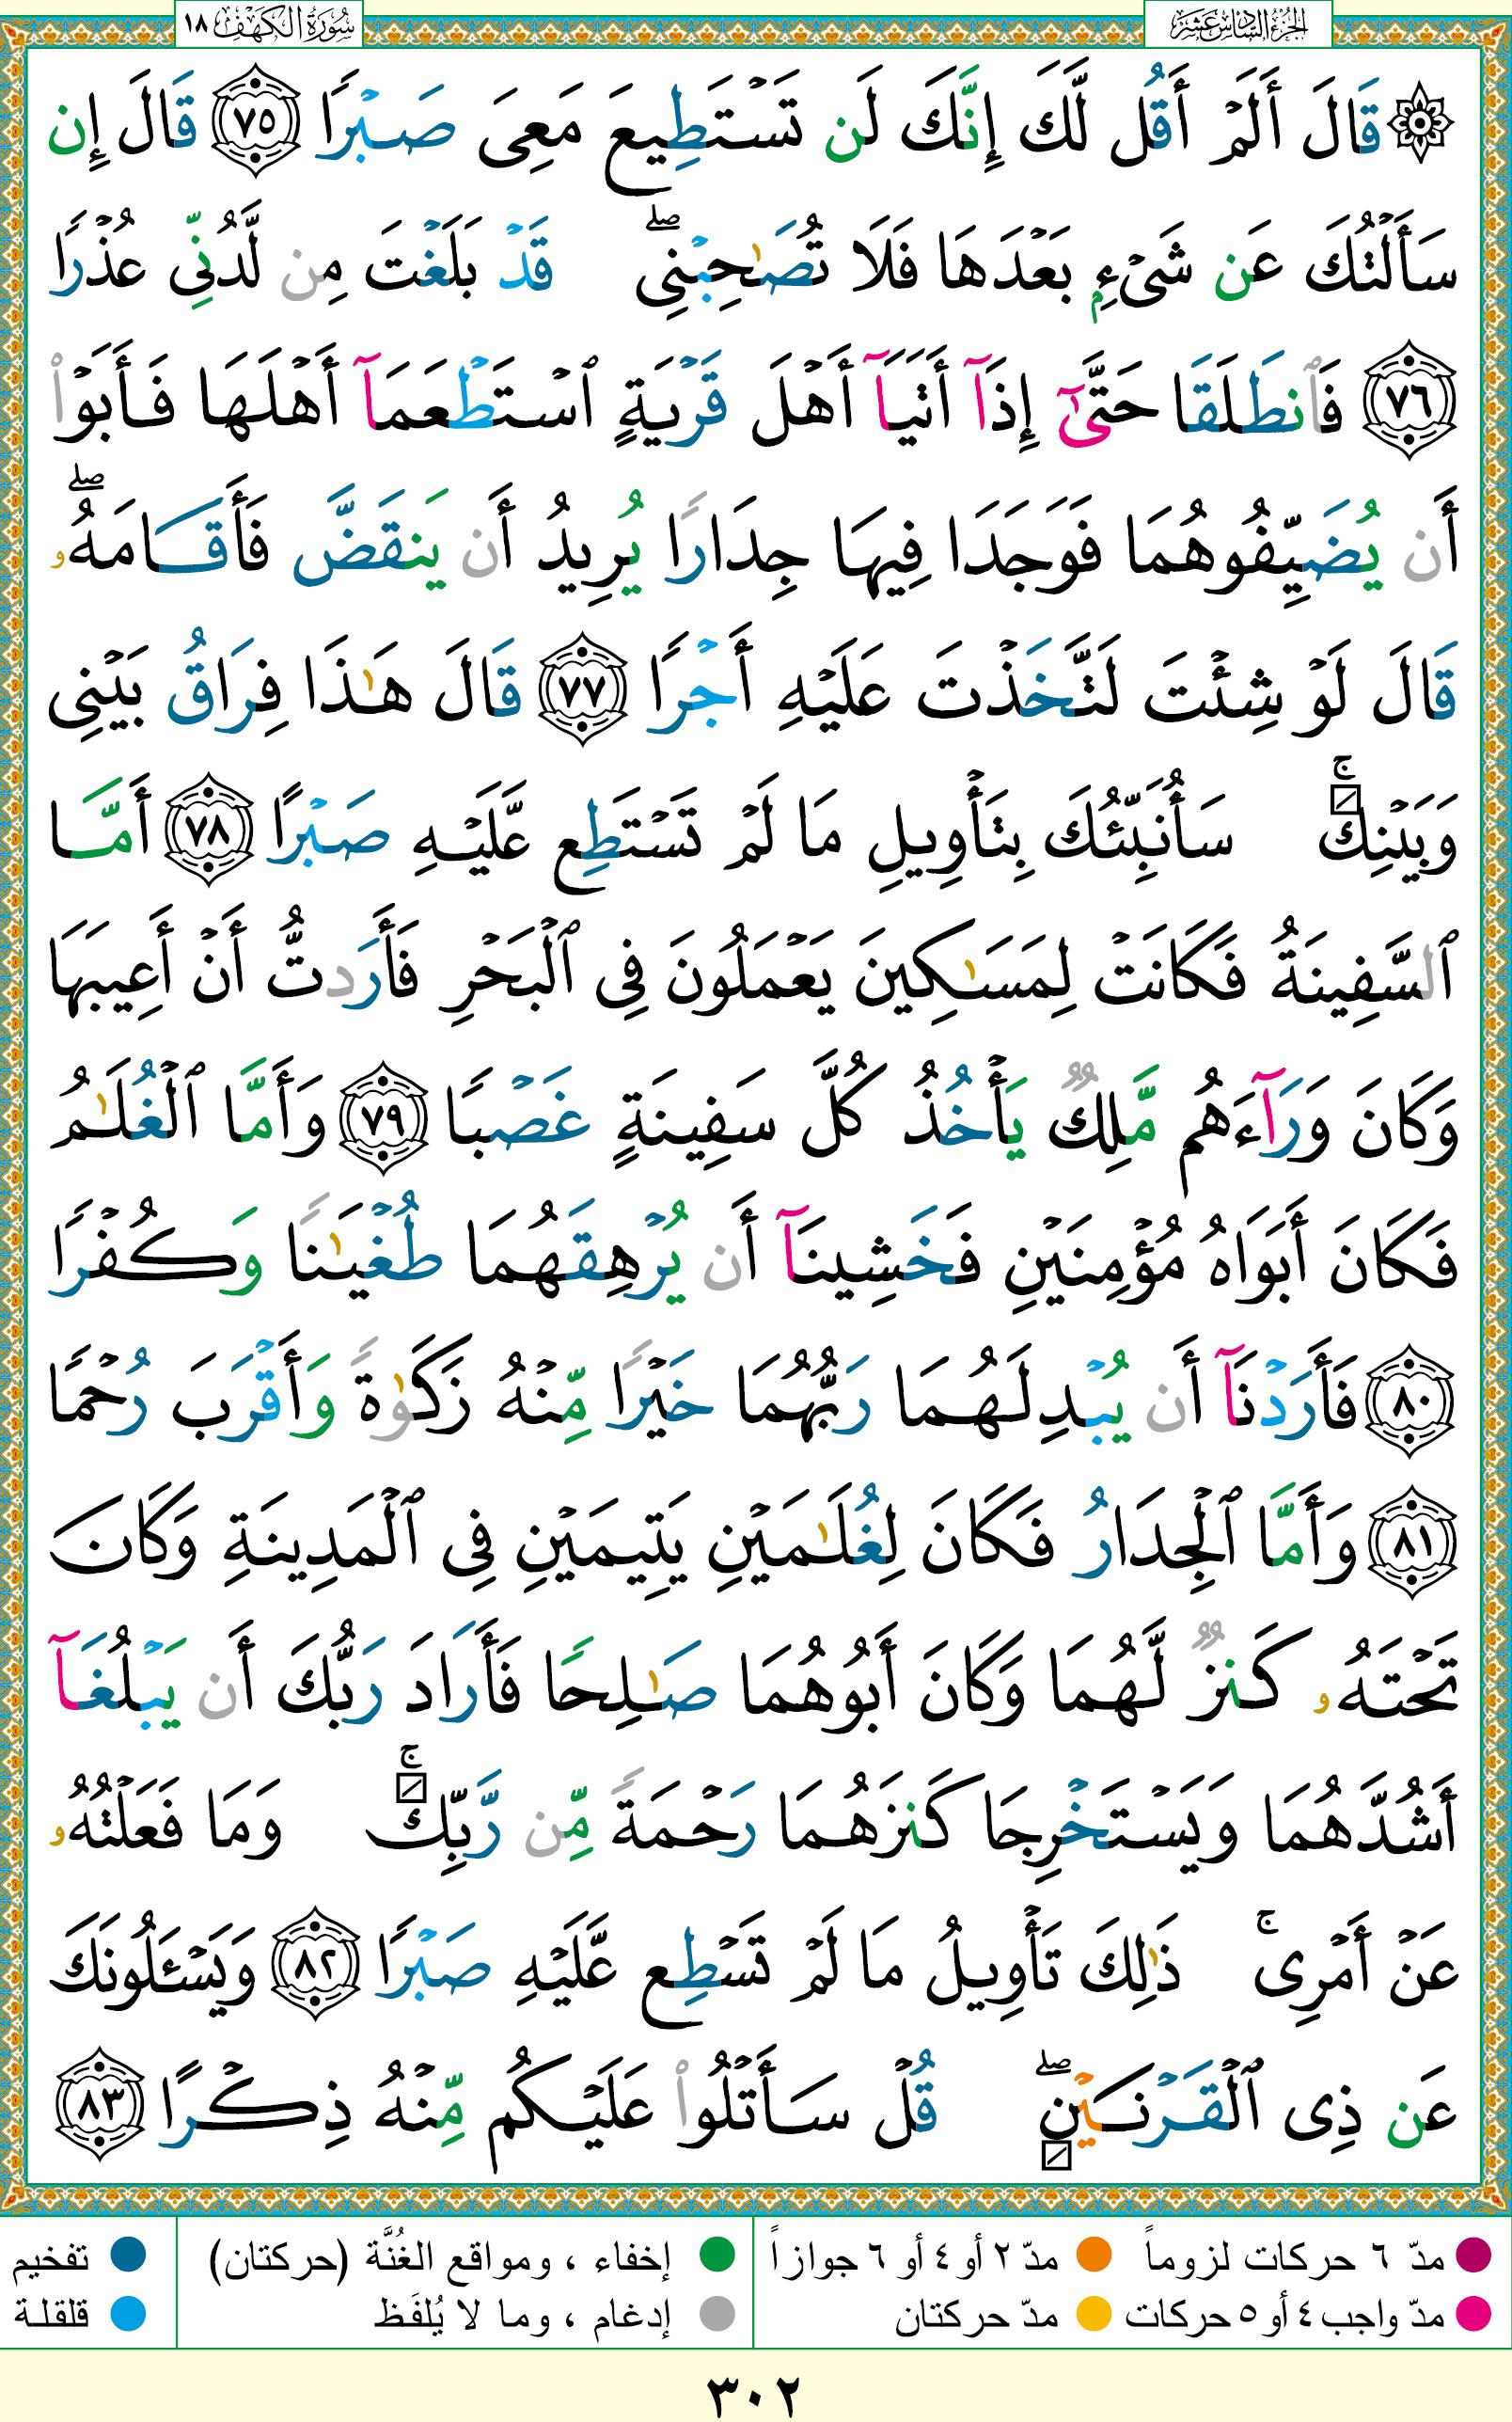 الجزء السادس عشر
سورة الكهف ١٨
۞ قَالَ أَلَمْ أَقُل لَّكَ إِنَّكَ لَن تَسْتَطِيعَ مَعِىَ صَبْرًا ٧٥ قَالَ إِن
سَأَلْتُكَ عَن شَىْءٍۭ بَعْدَهَا فَلَا تُصَٰحِبْنِى ۖ قَدْ بَلَغْتَ مِن لَّدُنِّى عُذْرًا
٧٦ فَٱنطَلَقَا حَتَّىٰٓ إِذَآ أَتَيَآ أَهْلَ قَرْيَةٍ ٱسْتَطْعَمَآ أَهْلَهَا فَأَبَوْا۟
أَن يُضَيِّفُوهُمَا فَوَجَدَا فِيهَا جِدَارًا يُرِيدُ أَن يَنقَضَّ فَأَقَامَهُۥ ۖ
قَالَ لَوْ شِئْتَ لَتَّخَذْتَ عَلَيْهِ أَجْرًا ٧٧ قَالَ هَٰذَا فِرَاقُ بَيْنِى
وَبَيْنِكَ ۚ سَأُنَبِّئُكَ بِتَأْوِيلِ مَا لَمْ تَسْتَطِع عَّلَيْهِ صَبْرًا ٧٨ أَمَّا
ٱلسَّفِينَةُ فَكَانَتْ لِمَسَٰكِينَ يَعْمَلُونَ فِى ٱلْبَحْرِ فَأَرَدتُّ أَنْ أَعِيبَهَا
وَكَانَ وَرَآءَهُم مَّلِكٌ يَأْخُذُ كُلَّ سَفِينَةٍ غَصْبًا ٧٩ وَأَمَّا ٱلْغُلَٰمُ
فَكَانَ أَبَوَاهُ مُؤْمِنَيْنِ فَخَشِينَآ أَن يُرْهِقَهُمَا طُغْيَٰنًا وَكُفْرًا
٨٠ فَأَرَدْنَآ أَن يُبْدِلَهُمَا رَبُّهُمَا خَيْرًا مِّنْهُ زَكَوٰةً وَأَقْرَبَ رُحْمًا
٨١ وَأَمَّا ٱلْجِدَارُ فَكَانَ لِغُلَٰمَيْنِ يَتِيمَيْنِ فِى ٱلْمَدِينَةِ وَكَانَ
تَحْتَهُۥ كَنزٌ لَّهُمَا وَكَانَ أَبُوهُمَا صَٰلِحًا فَأَرَادَ رَبُّكَ أَن يَبْلُغَآ
أَشُدَّهُمَا وَيَسْتَخْرِجَا كَنزَهُمَا رَحْمَةً مِّن رَّبِّكَ ۚ وَمَا فَعَلْتُهُۥ
عَنْ أَمْرِى ۚ ذَٰلِكَ تَأْوِيلُ مَا لَمْ تَسْطِع عَّلَيْهِ صَبْرًا ٨٢ وَيَسْـَٔلُونَكَ
عَن ذِى ٱلْقَرْنَيْنِ ۖ قُلْ سَأَتْلُوا۟ عَلَيْكُم مِّنْهُ ذِكْرًا ٨٣
مدّ ٦ حركات لزوماً مدّ ٢ أو ٤ أو ٦ جوازاً إخفاء ، ومواقع الغُنَّة (حركتان) تفخيم
مدّ واجب ٤ أو ٥ حركات مدّ حركتان إدغام ، وما لا يُلفَظ قلقلة
٣٠٢